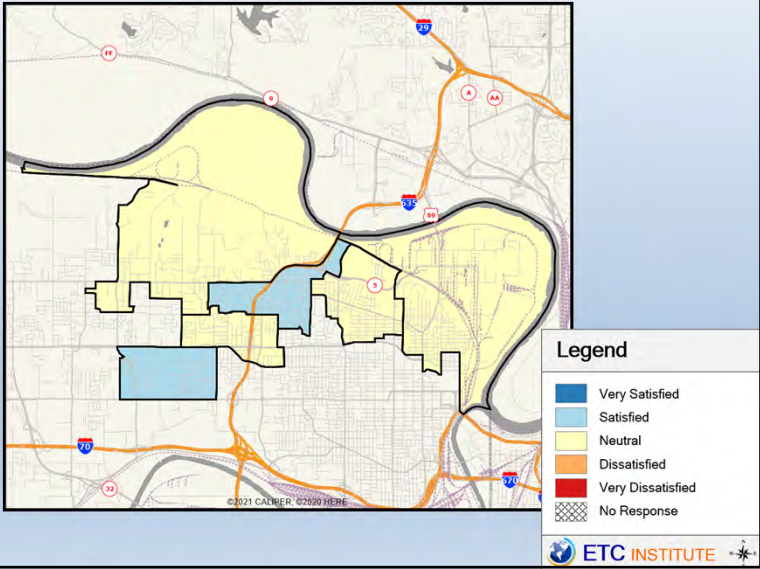 29
FF
A
AA
9
635
69
5
Legend
Very Satisfied
Satisfied
Neutral
Dissatisfied
Very Dissatisfied
No Response
70
670
32
©2021 CALIPER; ©2020 HERE
ETC INSTITUTE